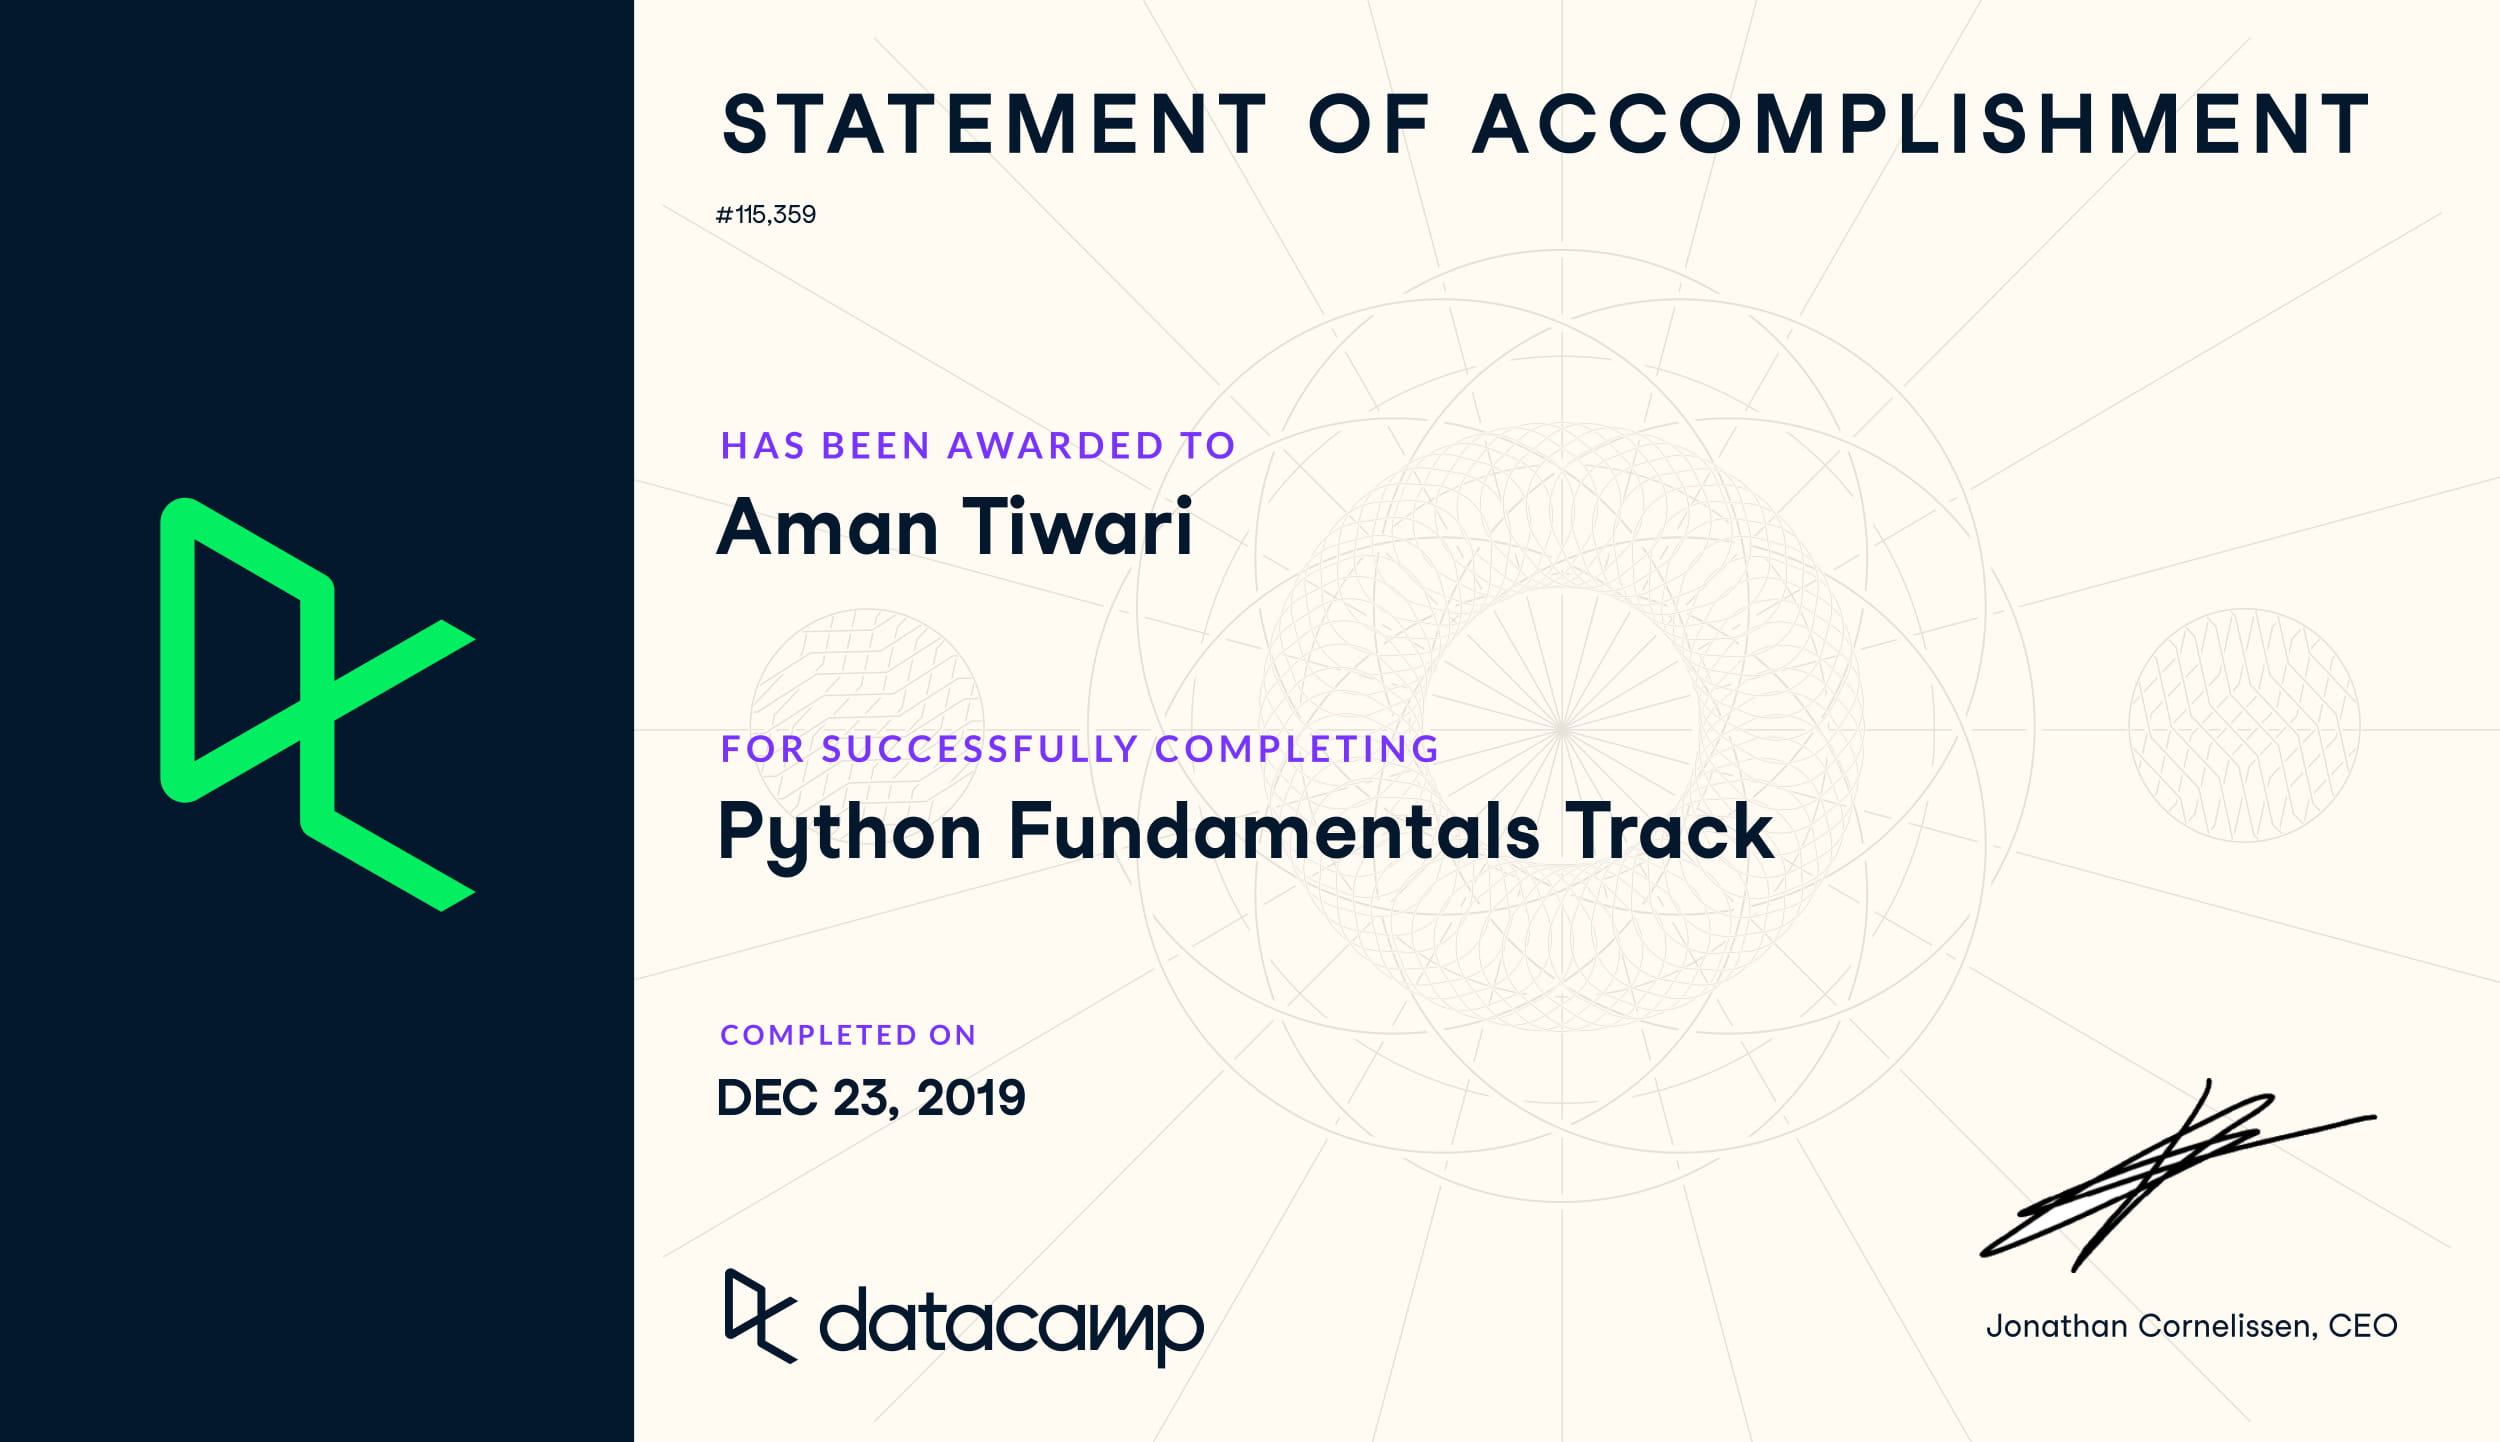 STATEMENT OF ACCOMPLISHMENT
#115,359
HAS BEEN AWARDED TO
Aman Tiwari
FOR SUCCESSFULLY COMPLETING
Python Fundamentals Track
COMPLETED ON
DEC 23, 2019
datacamp
Jonathan Cornelissen, CEO